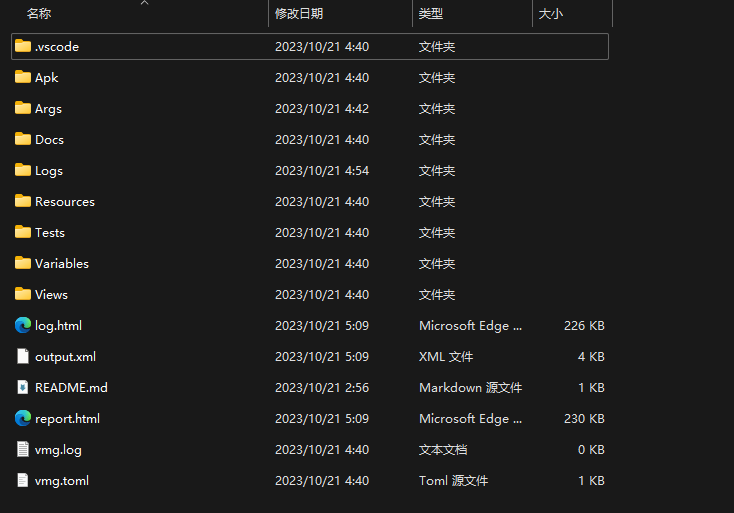 名称 修改日期 类型 大小
.vscode 2023/10/21 4:40 文件夹
Apk 2023/10/21 4:40 文件夹
Args 2023/10/21 4:42 文件夹
Docs 2023/10/21 4:40 文件夹
Logs 2023/10/21 4:54 文件夹
Resources 2023/10/21 4:40 文件夹
Tests 2023/10/21 4:40 文件夹
Variables 2023/10/21 4:40 文件夹
Views 2023/10/21 4:40 文件夹
log.html 2023/10/21 5:09 Microsoft Edge ... 226 KB
output.xml 2023/10/21 5:09 XML 文件 4 KB
README.md 2023/10/21 2:56 Markdown 源文件 1 KB
report.html 2023/10/21 5:09 Microsoft Edge ... 230 KB
vmg.log 2023/10/21 4:40 文本文档 0 KB
vmg.toml 2023/10/21 4:40 Toml 源文件 1 KB